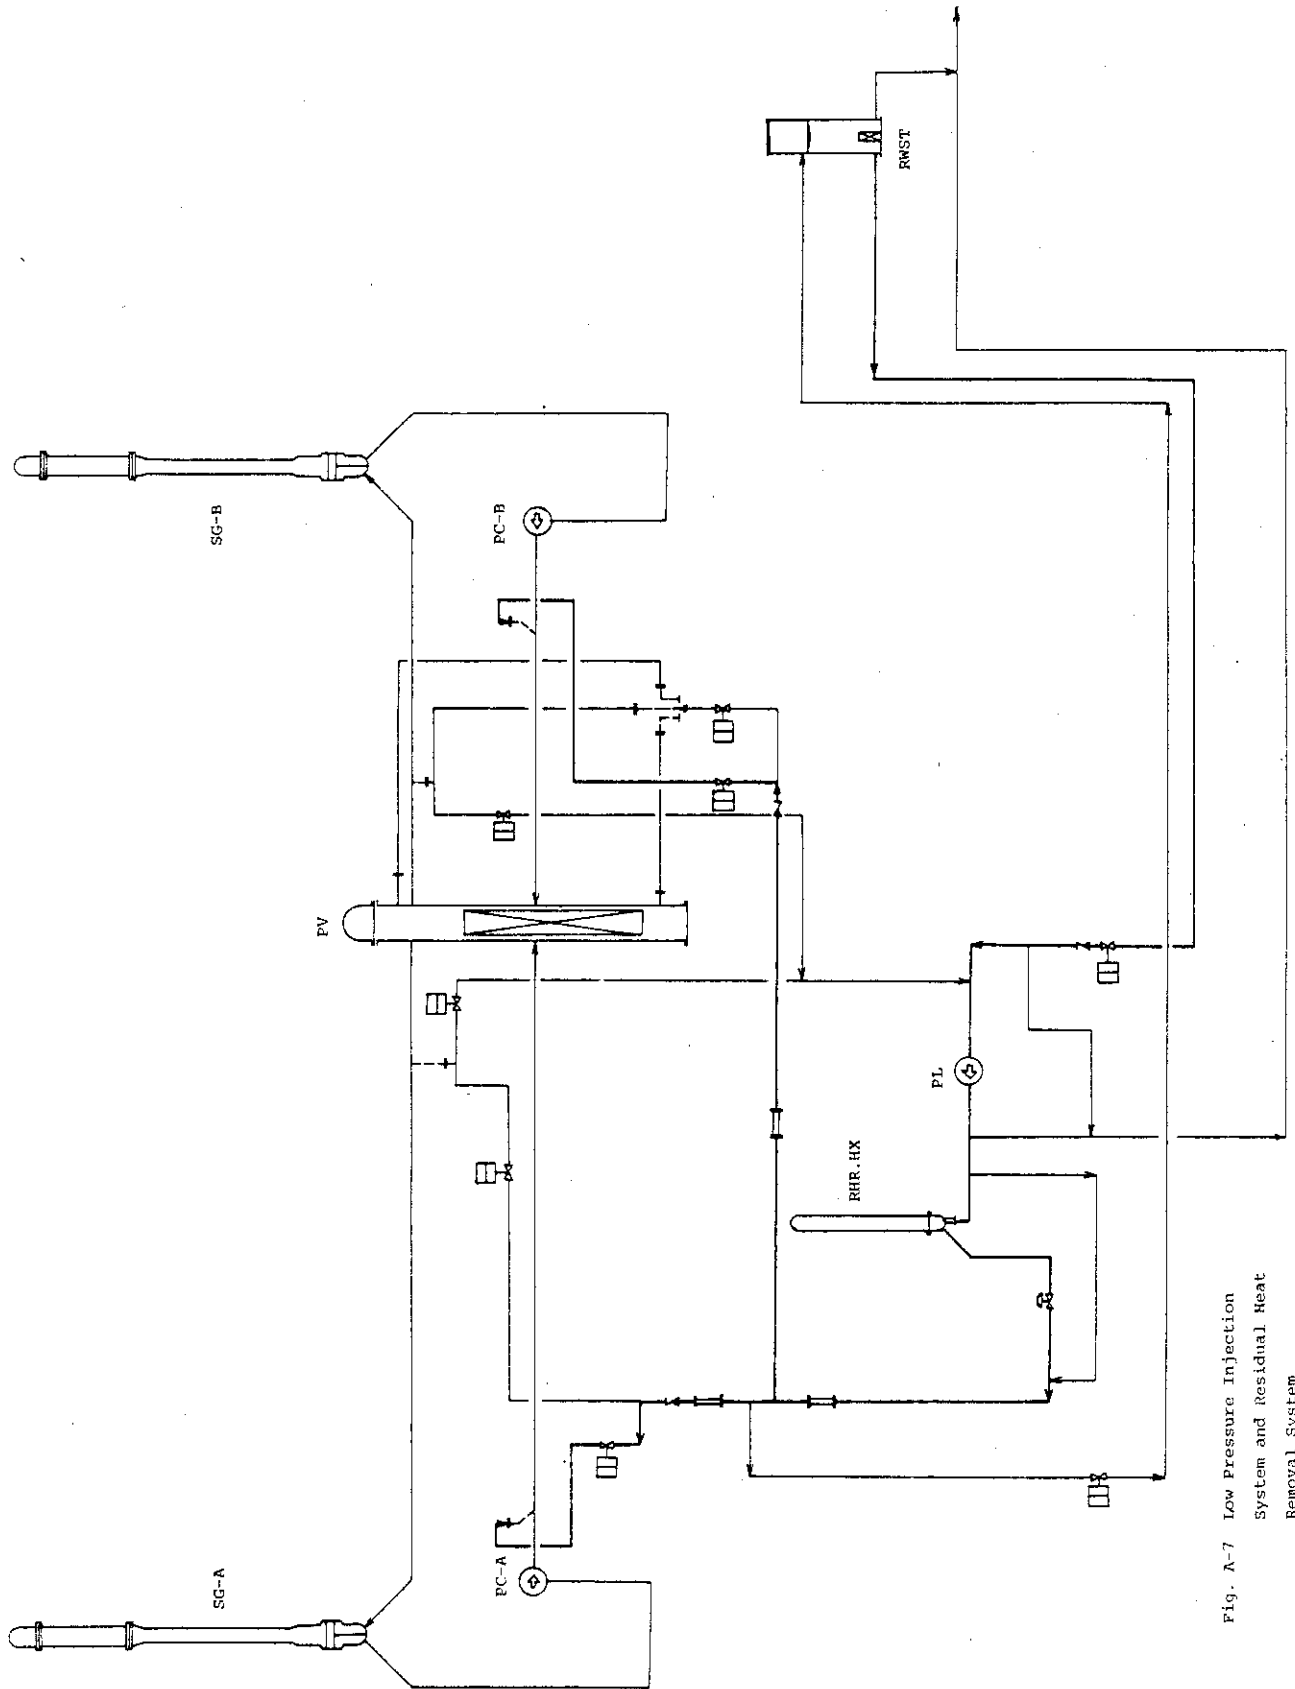 SG-A
SG-B
PC-A
PC-B
PV
PL
RHR.HX
RWST
Fig. A-7 Low Pressure Injection
System and Residual Heat
Removal System